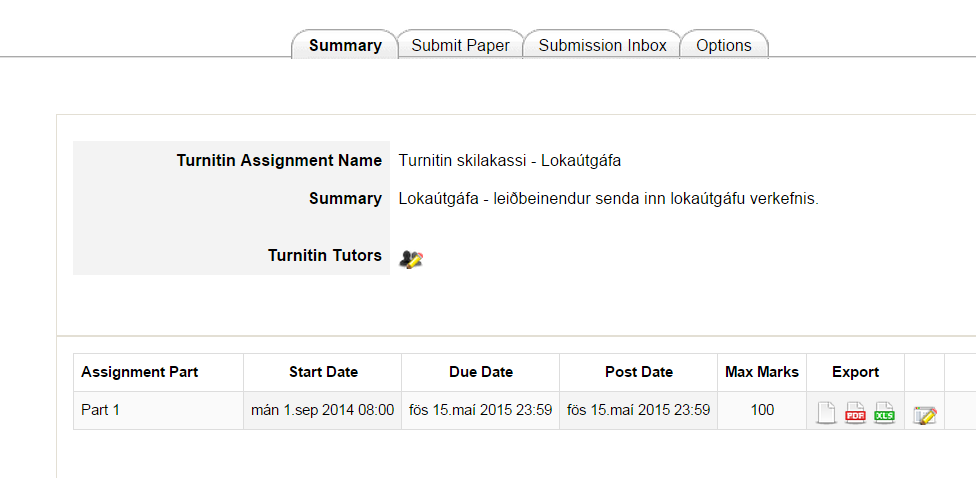 Summary Submit Paper Submission Inbox Options
Turnitin Assignment Name Turnitin skilakassi - Lokaútgáfa
Summary Lokaútgáfa - leiðbeinendur senda inn lokaútgáfu verkefnis.
Turnitin Tutors
Assignment Part Start Date Due Date Post Date Max Marks Export
Part 1 mán 1.sep 2014 08:00 fös 15.maí 2015 23:59 fös 15.maí 2015 23:59 100 PDF XLS